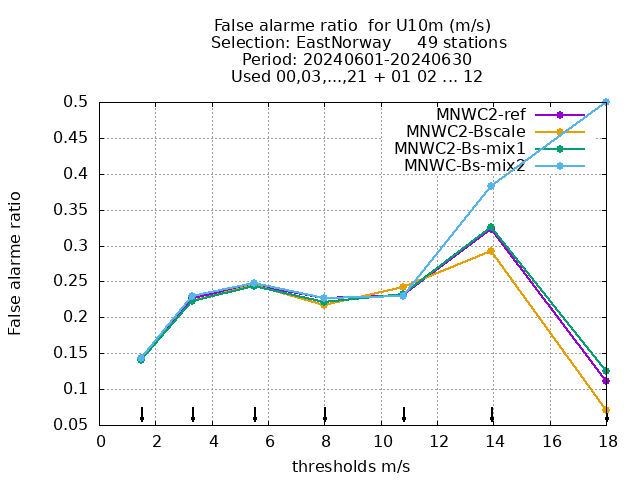 False alarme ratio  for U10m (m/s)
Selection: EastNorway     49 stations
Period: 20240601-20240630
Used 00,03,...,21 + 01 02 ... 12
MNWC2-ref
MNWC2-Bscale
MNWC2-Bs-mix1
MNWC-Bs-mix2
False alarme ratio
0.5
0.45
0.4
0.35
0.3
0.25
0.2
0.15
0.1
0.05
0 2 4 6 8 10 12 14 16 18
thresholds m/s